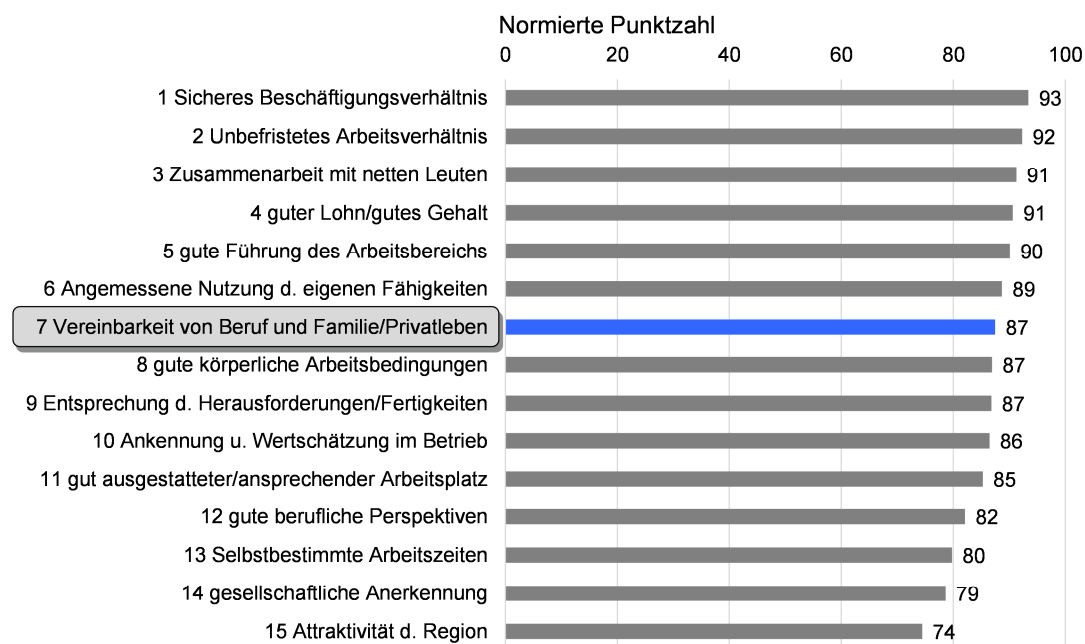 Normierte Punktzahl
0 20 40 60 80 100
1 Sicheres Beschäftigungsverhältnis 93
2 Unbefristetes Arbeitsverhältnis 92
3 Zusammenarbeit mit netten Leuten 91
4 guter Lohn/gutes Gehalt 91
5 gute Führung des Arbeitsbereichs 90
6 Angemessene Nutzung d. eigenen Fähigkeiten 89
7 Vereinbarkeit von Beruf und Familie/Privatleben 87
8 gute körperliche Arbeitsbedingungen 87
9 Entsprechung d. Herausforderungen/Fertigkeiten 87
10 Ankennung u. Wertschätzung im Betrieb 86
11 gut ausgestatteter/ansprechender Arbeitsplatz 85
12 gute berufliche Perspektiven 82
13 Selbstbestimmte Arbeitszeiten 80
14 gesellschaftliche Anerkennung 79
15 Attraktivität d. Region 74